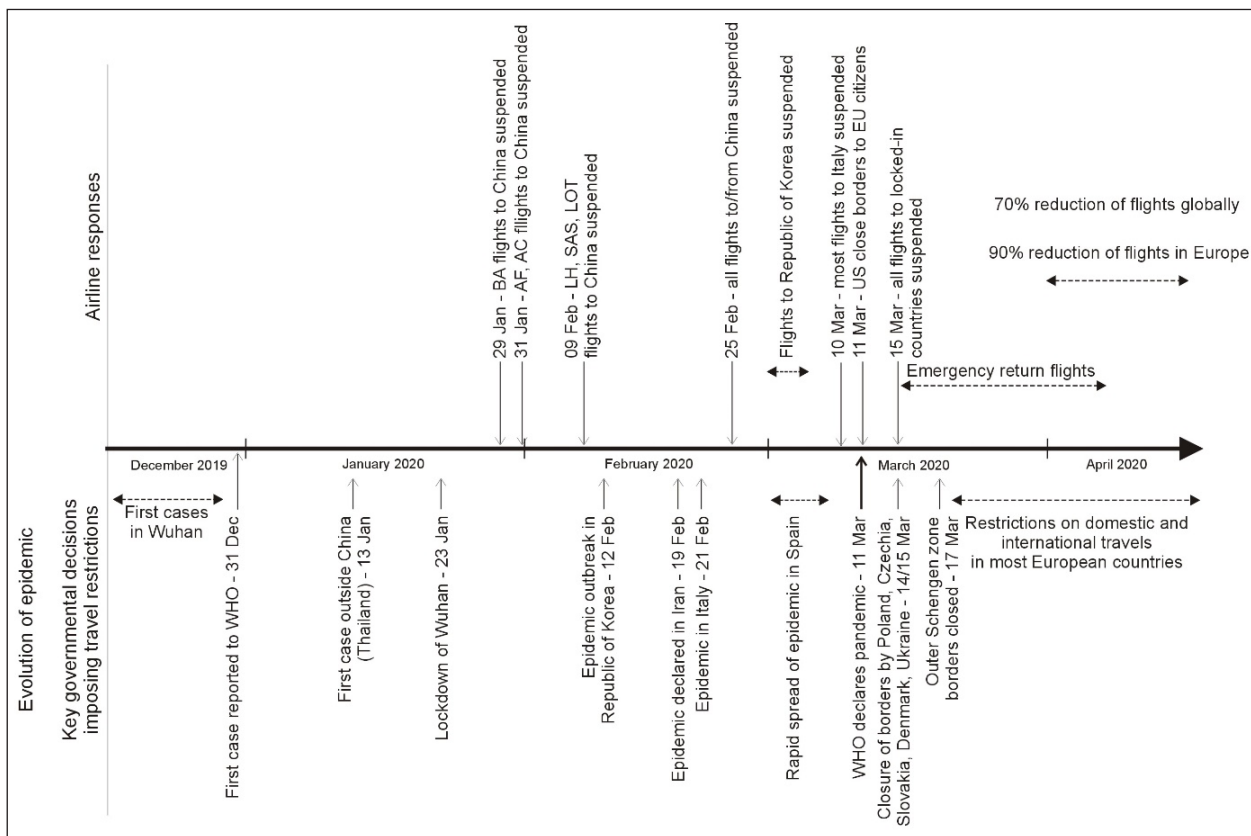 Airline responses
29 Jan - BA flights to China suspended
31 Jan - AF, AC fllights to China suspended
09 Feb - LH, SAS, LOT
flights to China suspended
25 Feb - all flights to/from China suspended
Flights to Republic of Korea suspended
10 Mar - most flights to Italy suspended
11 Mar - US close borders to EU citizens
15 Mar - all flights to locked-in
countries suspended
70% reduction of flights globally
90% reduction of flights in Europe
Emergency return flights
December 2019
January 2020
February 2020
March 2020
April 2020
Evolution of epidemic
Key governmental decisions
imposing travel restrictions
First cases
in Wuhan
First case reported to WHO - 31 Dec
First case outside China
(Thailand) - 13 Jan
Lockdown of Wuhan - 23 Jan
Epidemic outbreak in
Republic of Korea - 12 Feb
Epidemic declared in Iran - 19 Feb
Epidemic in Italy - 21 Feb
Rapid spread of epidemic in Spain
WHO declares pandemic - 11 Mar
Closure of borders by Poland, Czechia,
Slovakia, Denmark, Ukraine - 14/15 Mar
Outer Schengen zone
borders closed - 17 Mar
Restrictions on domestic and
international travels
in most European countries